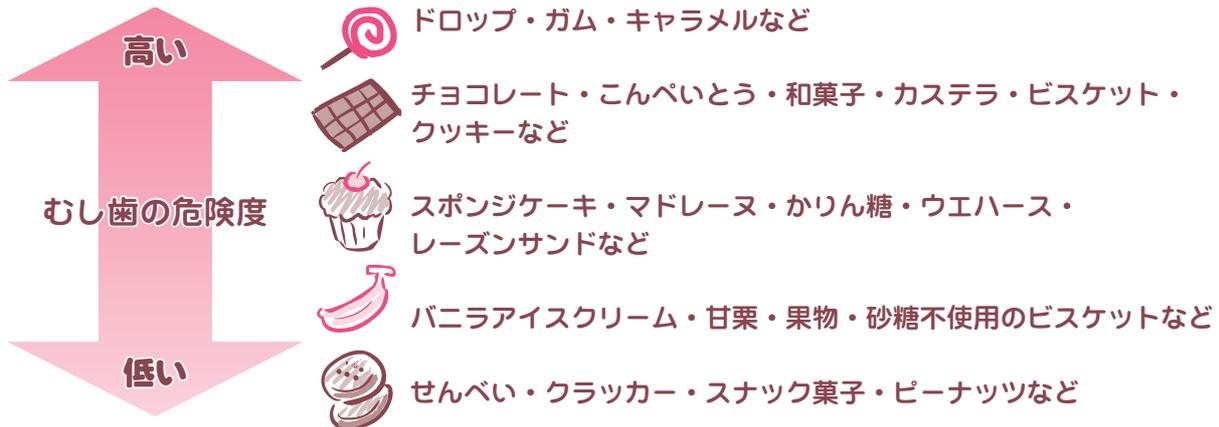 高い
ドロップ・ガム・キャラメルなど
チョコレート・こんぺいとう・和菓子・カステラ・ビスケット・
クッキーなど
むし歯の危険度
スポンジケーキ・マドレーヌ・かりん糖・ウエハース・
レーズンサンドなど
バニラアイスクリーム・甘栗・果物・砂糖不使用のビスケットなど
低い
せんべい・クラッカー・スナック菓子・ピーナッツなど